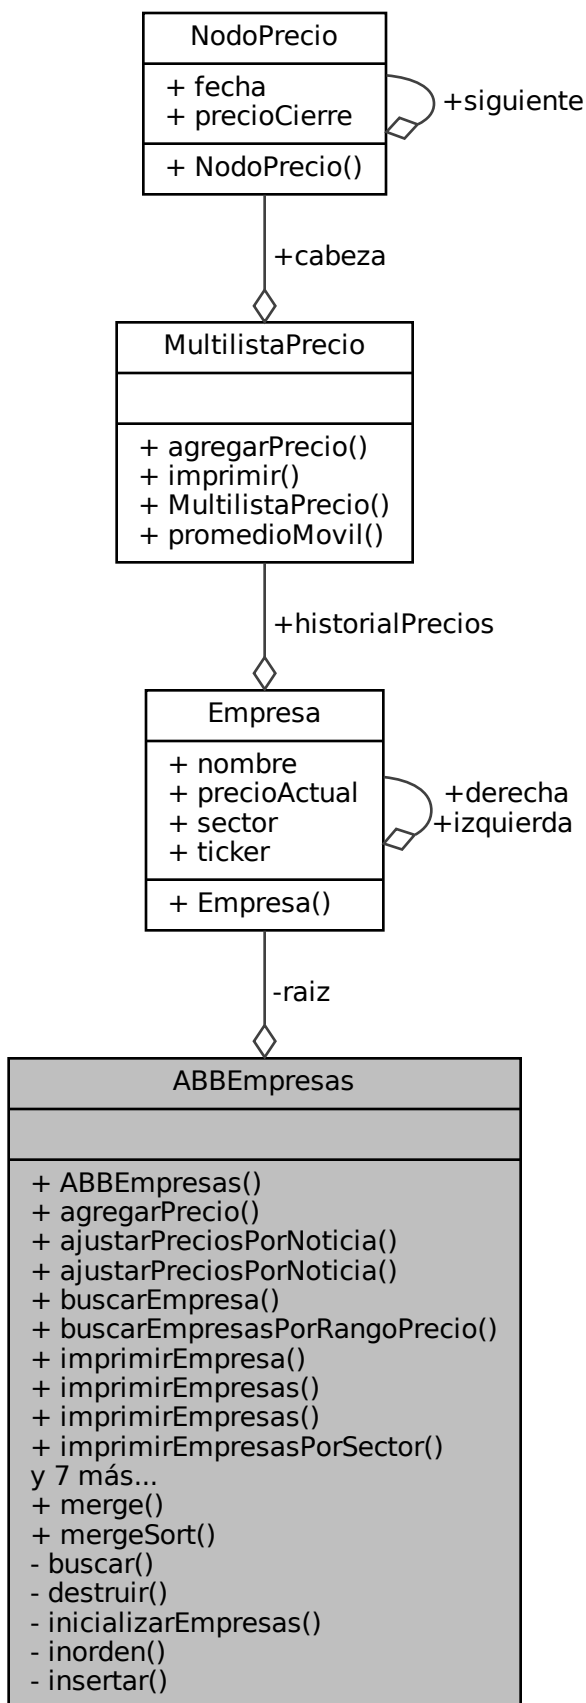 NodoPrecio
+ fecha
+ precioCierre
+ NodoPrecio()
+siguiente
+cabeza
MultilistaPrecio
+ agregarPrecio()
+ imprimir()
+ MultilistaPrecio()
+ promedioMovil()
+historialPrecios
Empresa
+ nombre
+ precioActual
+ sector
+ ticker
+ Empresa()
+derecha
+izquierda
-raiz
ABBEmpresas
+ ABBEmpresas()
+ agregarPrecio()
+ ajustarPreciosPorNoticia()
+ ajustarPreciosPorNoticia()
+ buscarEmpresa()
+ buscarEmpresasPorRangoPrecio()
+ imprimirEmpresa()
+ imprimirEmpresas()
+ imprimirEmpresas()
+ imprimirEmpresasPorSector()
y 7 más...
+ merge()
+ mergeSort()
- buscar()
- destruir()
- inicializarEmpresas()
- inorden()
- insertar()